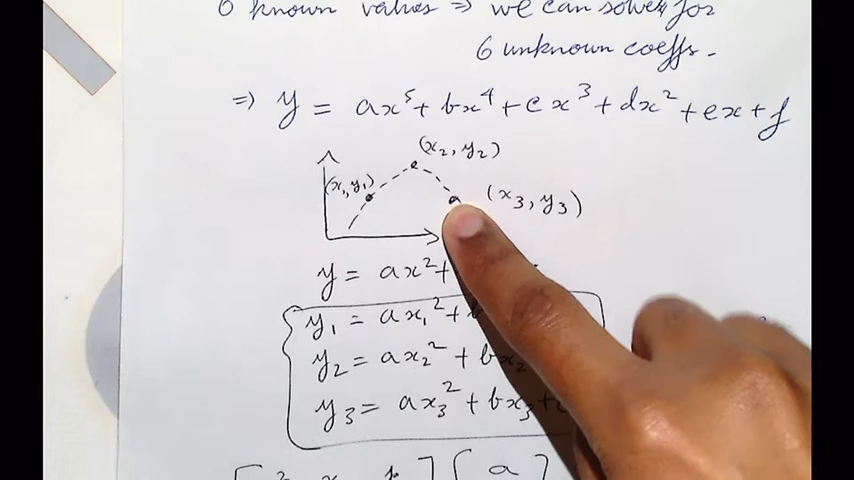 6 known values => we can solve for
6 unknown coeffs.
=> y = ax⁵ + bx⁴ + cx³ + dx² + ex + f
(x₂, y₂)
(x₁, y₁)
(x₃, y₃)
y = ax² +
y₁ = ax₁² + b
y₂ = ax₂² + bx₂
y₃ = ax₃² + bx₃ + c
a